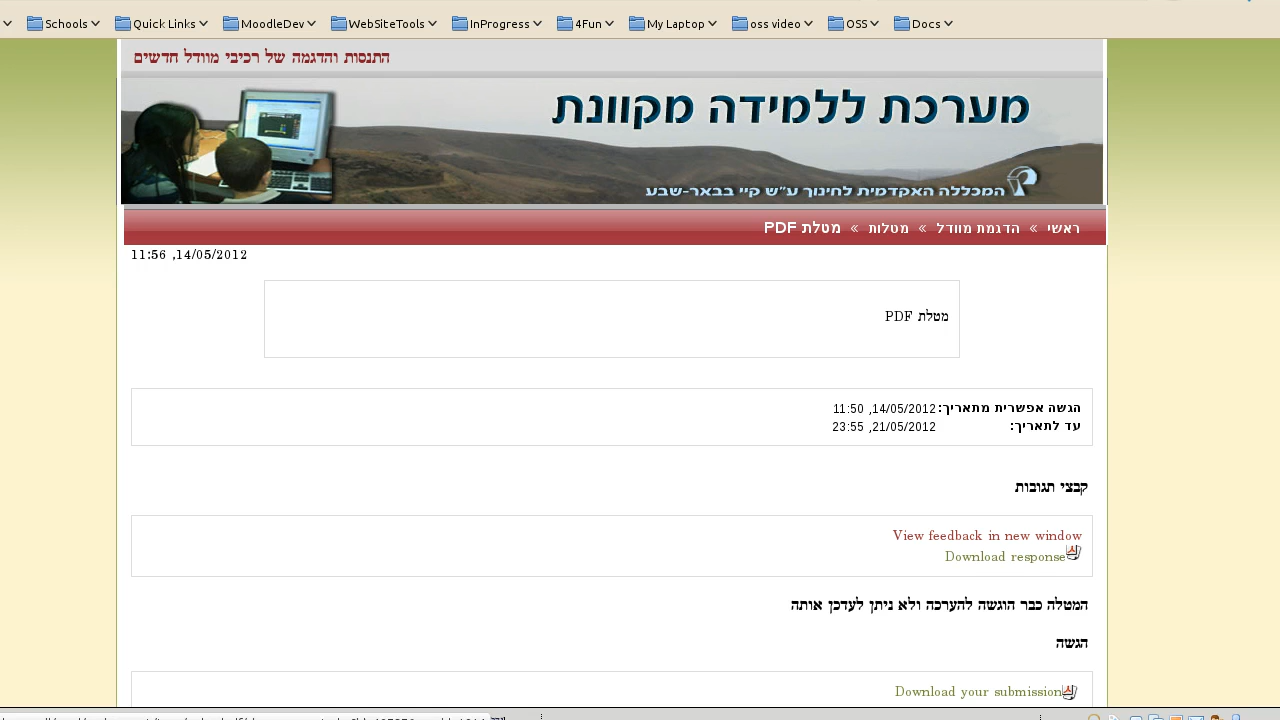 Schools Quick Links MoodleDev WebSiteTools InProgress 4Fun My Laptop oss video OSS Docs
התנסות והדגמה של רכיבי מוודל חדשים
מערכת ללמידה מקוונת
המכללה האקדמית לחינוך ע"ש קיי בבאר-שבע
ראשי » הדגמת מוודל » מטלות » מטלת PDF
14/05/2012, 11:56
מטלת PDF
הגשה אפשרית מתאריך: 14/05/2012, 11:50
עד לתאריך: 21/05/2012, 23:55
קבצי תגובות
View feedback in new window
Download response
המטלה כבר הוגשה להערכה ולא ניתן לעדכן אותה
הגשה
Download your submission